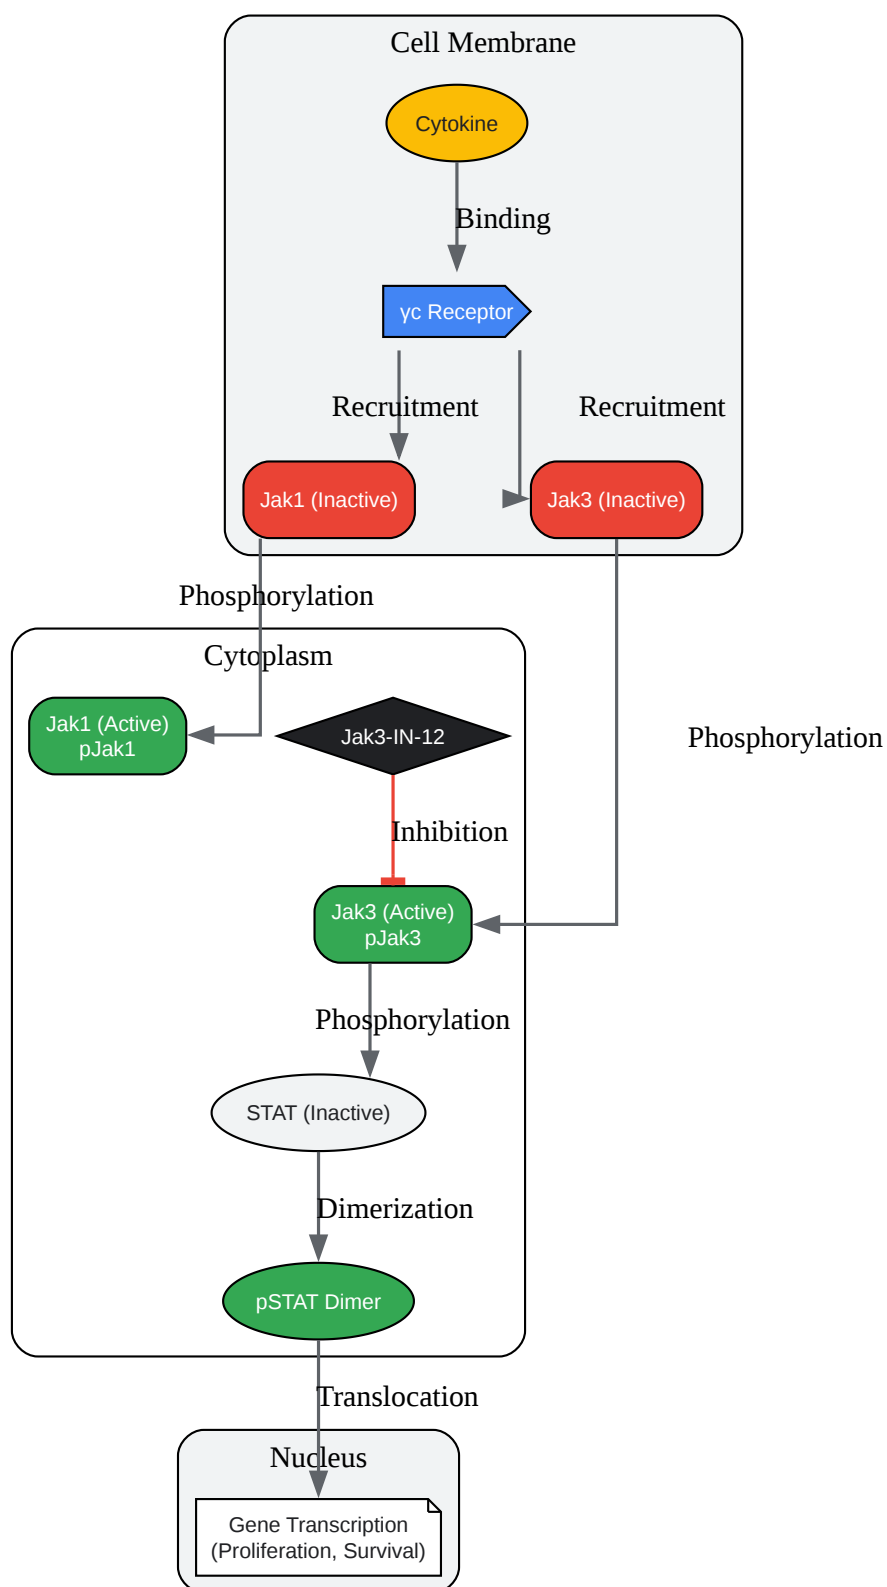 Cell Membrane
Cytokine
Binding
γc Receptor
Recruitment
Recruitment
Jak1 (Inactive)
Jak3 (Inactive)
Phosphorylation
Cytoplasm
Jak1 (Active)
pJak1
Jak3-IN-12
Phosphorylation
Inhibition
Jak3 (Active)
pJak3
Phosphorylation
STAT (Inactive)
Dimerization
pSTAT Dimer
Translocation
Nucleus
Gene Transcription
(Proliferation, Survival)